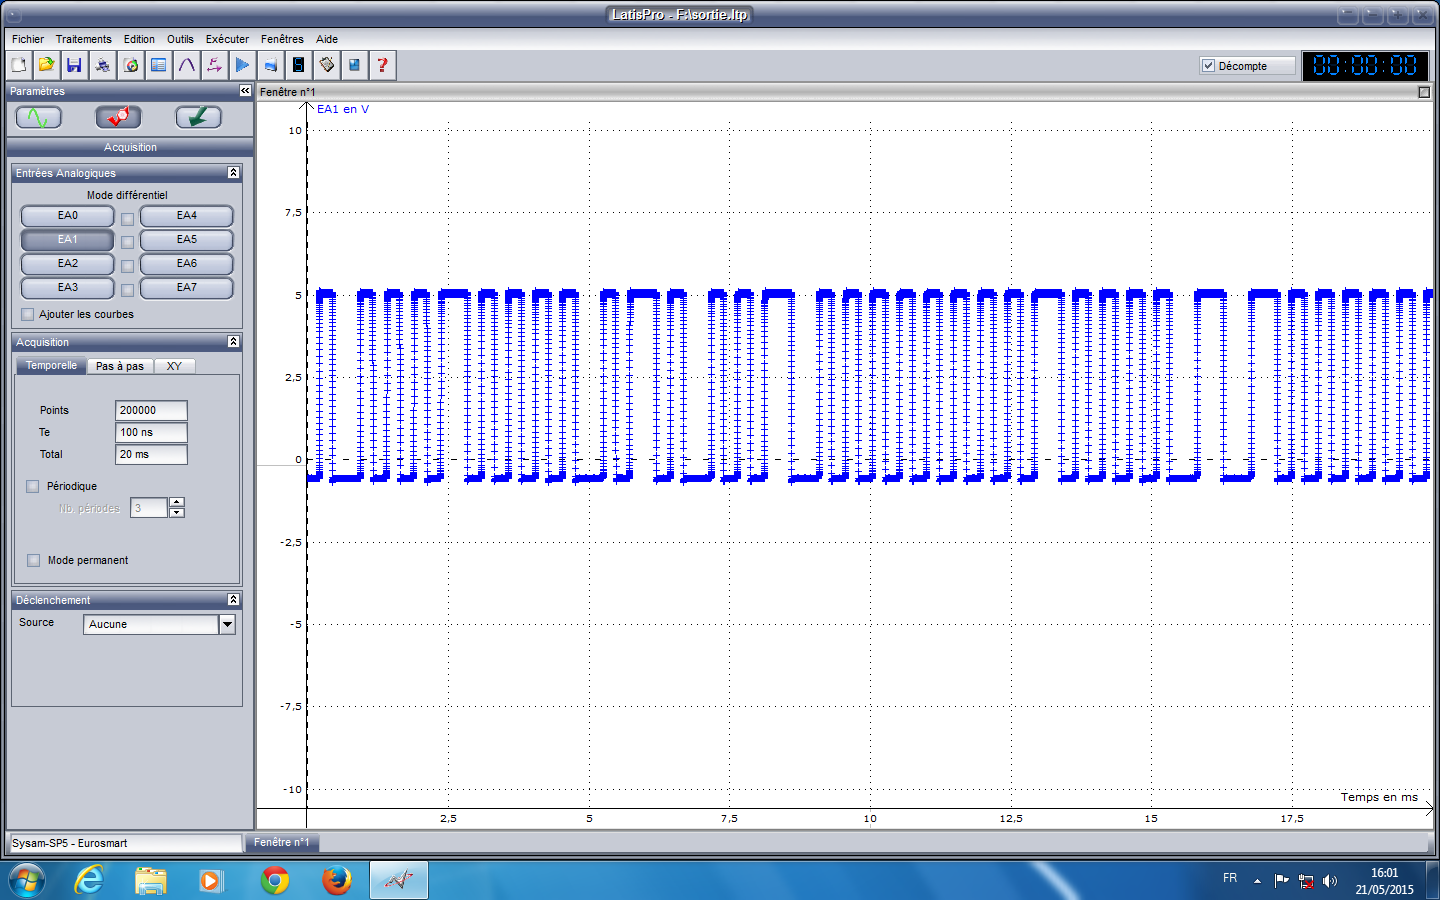 LatisPro - F:\sortie.ltp
Fichier Traitements Edition Outils Exécuter Fenêtres Aide
Décompte
00:00:00
Paramètres
Fenêtre n°1
Acquisition
Entrées Analogiques
Mode différentiel
EA0 EA4
EA1 EA5
EA2 EA6
EA3 EA7
Ajouter les courbes
Acquisition
Temporelle Pas à pas XY
Points 200000
Te 100 ns
Total 20 ms
Périodique
Nb. périodes 3
Mode permanent
Déclenchement
Source Aucune
EA1 en V
10
7,5
5
2,5
0
-2,5
-5
-7,5
-10
Temps en ms
2,5 5 7,5 10 12,5 15 17,5
Sysam-SP5 - Eurosmart
Fenêtre n°1
FR
16:01
21/05/2015